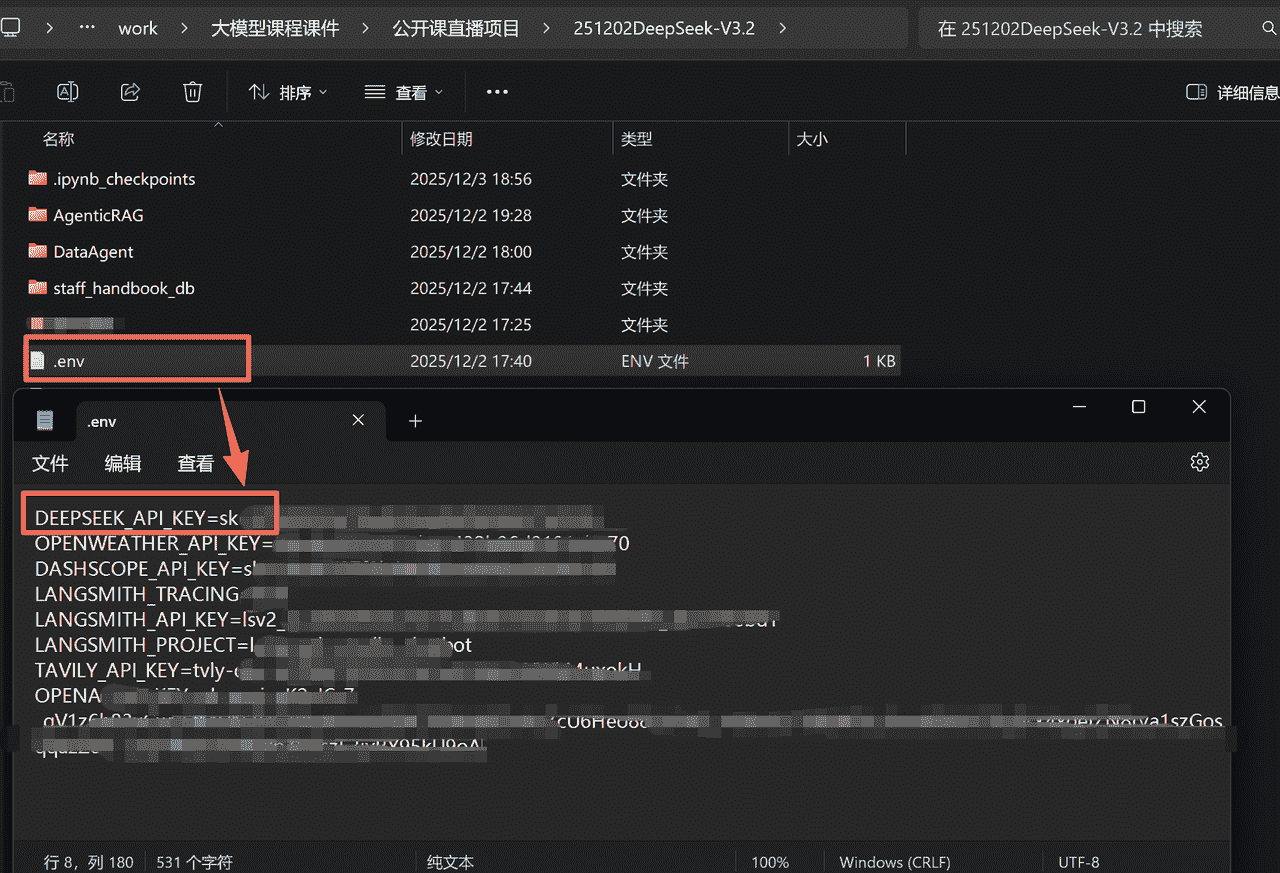 … work 大模型课程课件 公开课直播项目 251202DeepSeek-V3.2 在 251202DeepSeek-V3.2 中搜索
排序 查看 ••• 详细信息
名称 修改日期 类型 大小
.ipynb_checkpoints 2025/12/3 18:56 文件夹
AgenticRAG 2025/12/2 19:28 文件夹
DataAgent 2025/12/2 18:00 文件夹
staff_handbook_db 2025/12/2 17:44 文件夹
2025/12/2 17:25 文件夹
.env 2025/12/2 17:40 ENV 文件 1 KB
.env
文件 编辑 查看
DEEPSEEK_API_KEY=sk
OPENWEATHER_API_KEY= 70
DASHSCOPE_API_KEY=s
LANGSMITH_TRACING
LANGSMITH_API_KEY=lsv2_
LANGSMITH_PROJECT= bot
TAVILY_API_KEY=tvly-
OPENA
行 8，列 180 531 个字符 纯文本 100% Windows (CRLF) UTF-8